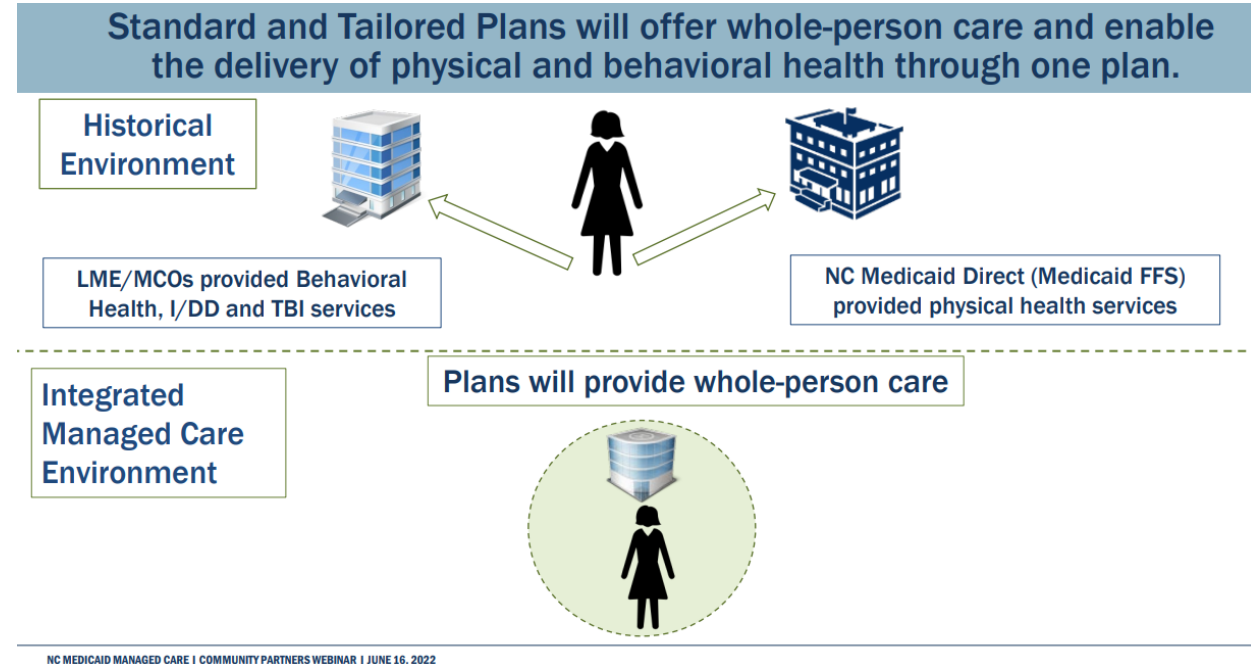 Standard and Tailored Plans will offer whole-person care and enable
the delivery of physical and behavioral health through one plan.
Historical
Environment
LME/MCOs provided Behavioral
Health, I/DD and TBI services
NC Medicaid Direct (Medicaid FFS)
provided physical health services
Integrated
Managed Care
Environment
Plans will provide whole-person care
NC MEDICAID MANAGED CARE | COMMUNITY PARTNERS WEBINAR | JUNE 16, 2022